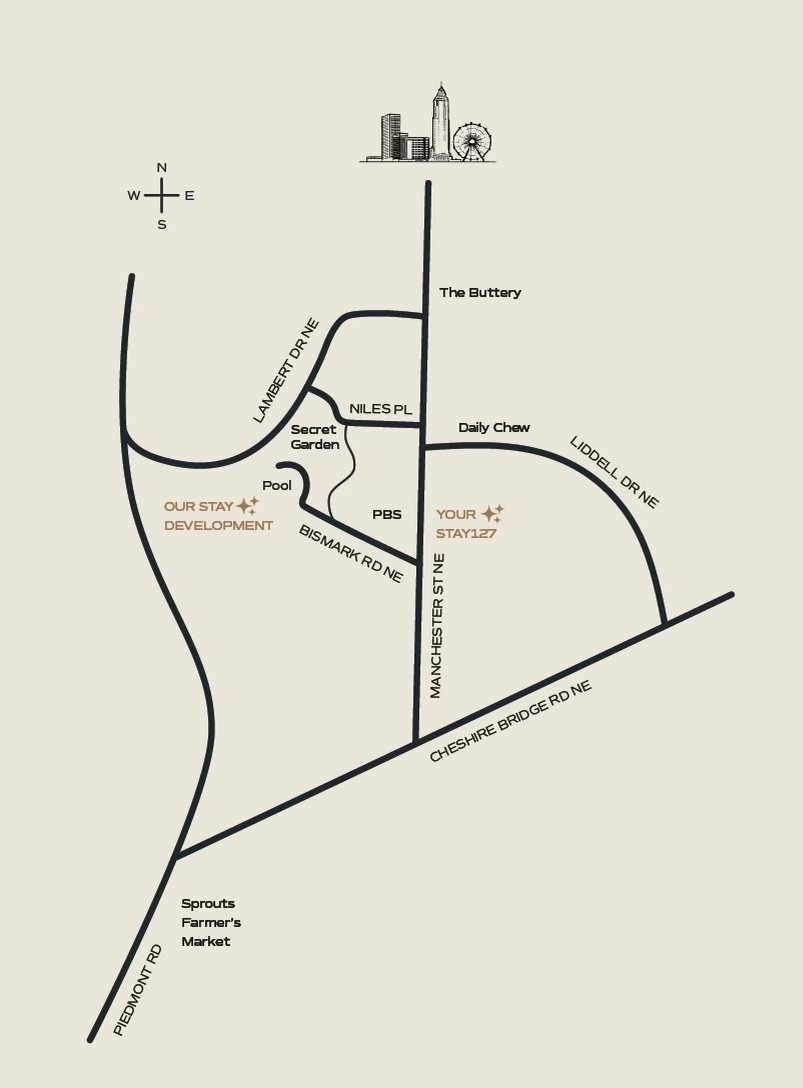 N
W E
S
The Buttery
LAMBERT DR NE
NILES PL
Secret
Garden
Daily Chew
LIDDELL DR NE
Pool
OUR STAY
DEVELOPMENT
PBS
YOUR
STAY127
BISMARK RD NE
MANCHESTER ST NE
CHESHIRE BRIDGE RD NE
Sprouts
Farmer's
Market
PIEDMONT RD